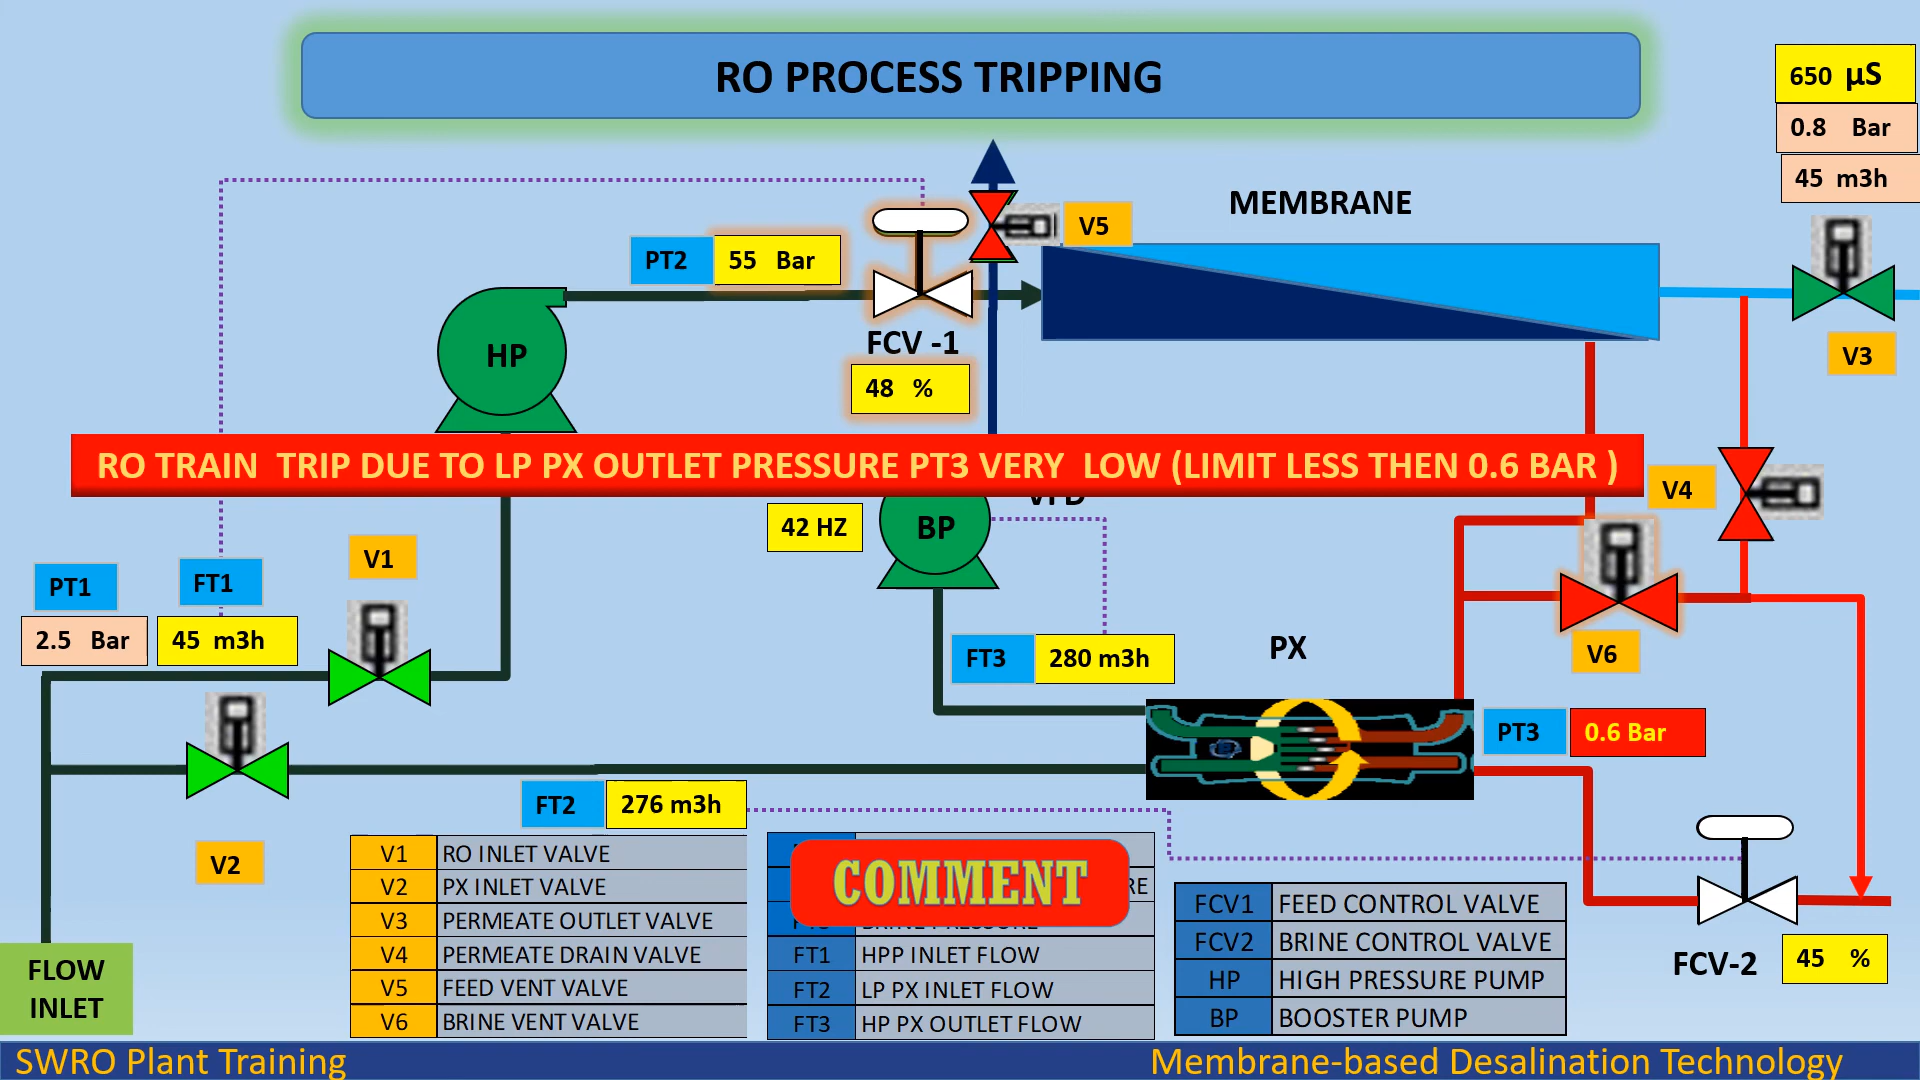 RO PROCESS TRIPPING
650 µS
0.8 Bar
45 m3h
MEMBRANE
V5
PT2 55 Bar
FCV -1
48 %
HP
V3
RO TRAIN TRIP DUE TO LP PX OUTLET PRESSURE PT3 VERY LOW (LIMIT LESS THEN 0.6 BAR )
V4
42 HZ
BP
V1
PT1
FT1
2.5 Bar
45 m3h
FT3 280 m3h
PX
V6
PT3 0.6 Bar
FT2 276 m3h
V2
V1 RO INLET VALVE
V2 PX INLET VALVE
V3 PERMEATE OUTLET VALVE
V4 PERMEATE DRAIN VALVE
V5 FEED VENT VALVE
V6 BRINE VENT VALVE
COMMENT
RE
FT1 HPP INLET FLOW
FT2 LP PX INLET FLOW
FT3 HP PX OUTLET FLOW
FCV1 FEED CONTROL VALVE
FCV2 BRINE CONTROL VALVE
HP HIGH PRESSURE PUMP
BP BOOSTER PUMP
FCV-2
45 %
FLOW
INLET
SWRO Plant Training
Membrane-based Desalination Technology